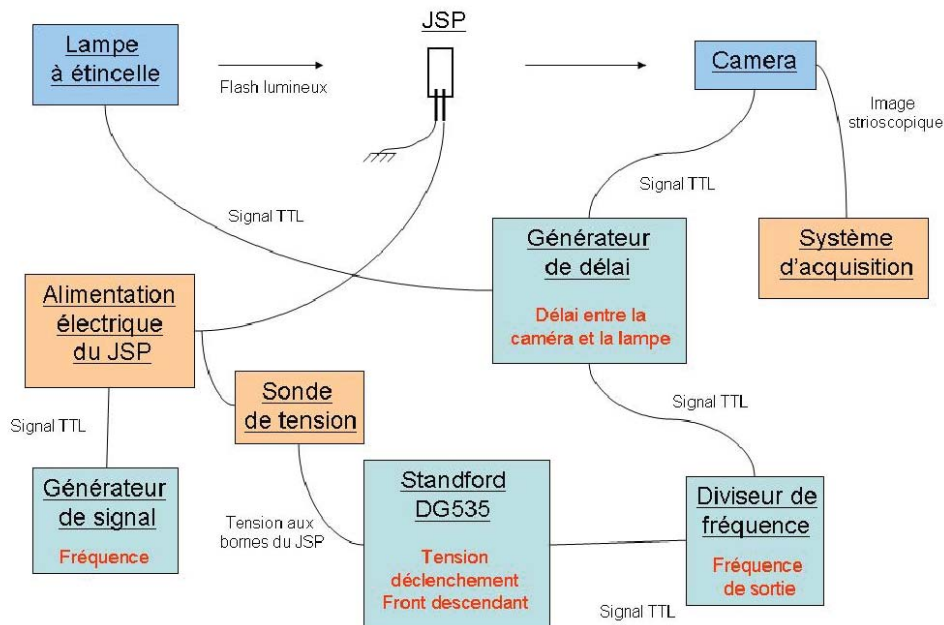 JSP
Lampe
à étincelle
Flash lumineux
Camera
Image
strioscopique
Signal TTL
Signal TTL
Générateur
de délai
Délai entre la
caméra et la lampe
Système
d'acquisition
Alimentation
électrique
du JSP
Sonde
de tension
Signal TTL
Signal TTL
Générateur
de signal
Fréquence
Tension aux
bornes du JSP
Standford
DG535
Tension
déclenchement
Front descendant
Diviseur de
fréquence
Fréquence
de sortie
Signal TTL